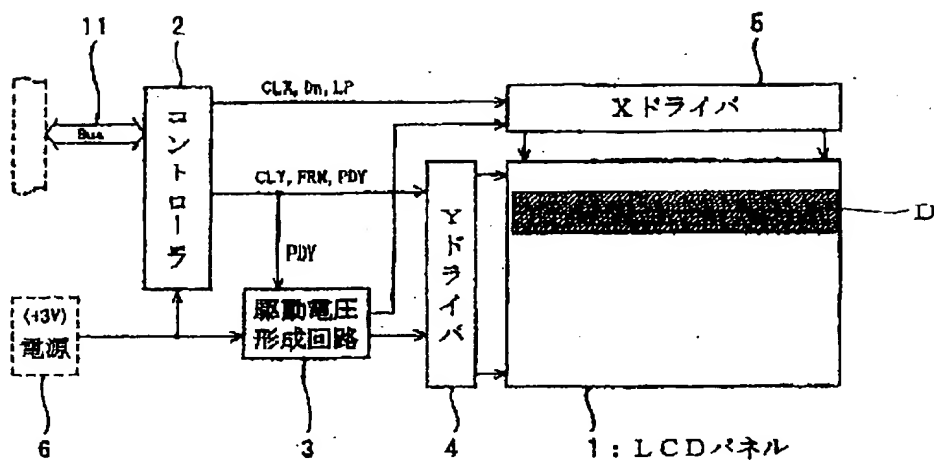 11
2
5
CLX, Dn, LP
Xドライバ
Bus
コントローラ
CLY, FRM, PDY
Yドライバ
D
PDY
(+3V)
電源
駆動電圧
形成回路
6
3
4
1:LCDパネル